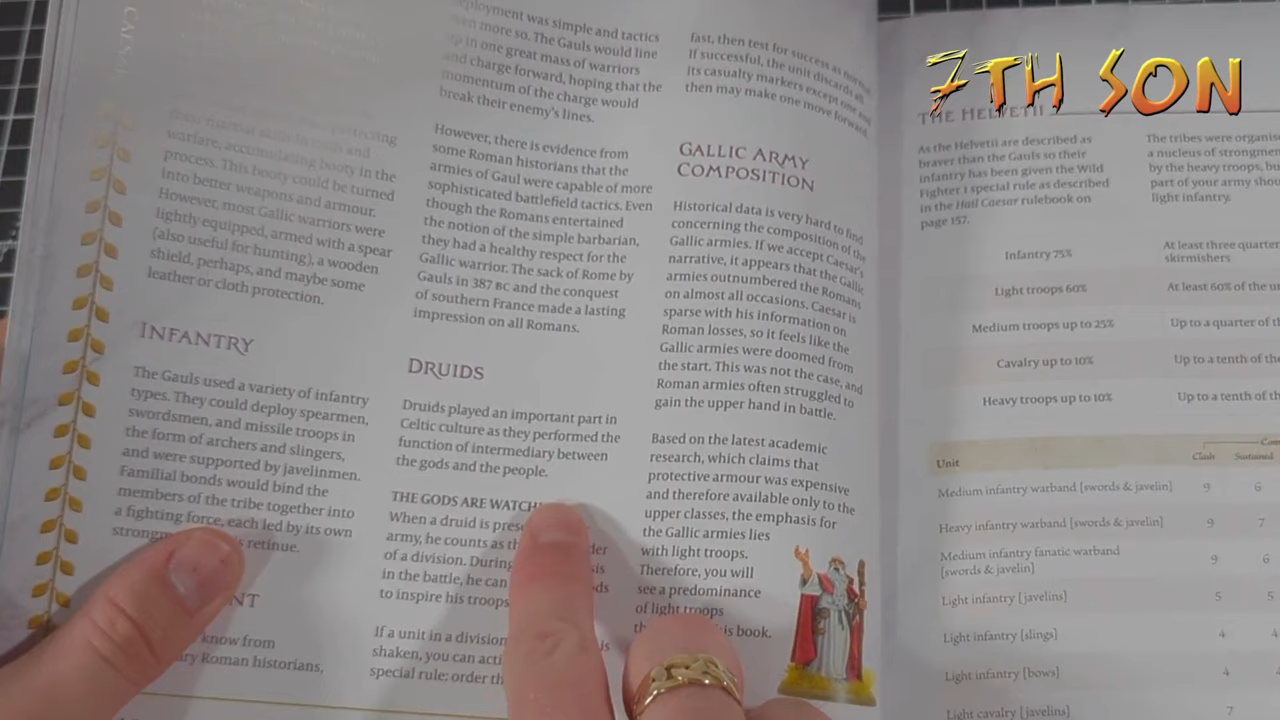 7TH SON
warfare, accumulating booty in the
process. This booty could be turned
into better weapons and armour.
However, most Gallic warriors were
lightly equipped, armed with a spear
(also useful for hunting), a wooden
shield, perhaps, and maybe some
leather or cloth protection.
INFANTRY
The Gauls used a variety of infantry
types. They could deploy spearmen,
swordsmen, and missile troops in
the form of archers and slingers,
and were supported by javelinmen.
Familial bonds would bind the
members of the tribe together into
a fighting force, each led by its own
retinue.
know from
Roman historians,
deployment was simple and tactics
even more so. The Gauls would line
up in one great mass of warriors
and charge forward, hoping that the
momentum of the charge would
break their enemy's lines.
However, there is evidence from
some Roman historians that the
armies of Gaul were capable of more
sophisticated battlefield tactics. Even
though the Romans entertained
the notion of the simple barbarian,
they had a healthy respect for the
Gallic warrior. The sack of Rome by
Gauls in 387 BC and the conquest
of southern France made a lasting
impression on all Romans.
DRUIDS
Druids played an important part in
Celtic culture as they performed the
function of intermediary between
the gods and the people.
THE GODS ARE WATCH
When a druid is
army, he counts as
of a division. During
in the battle, he can
to inspire his troops
If a unit in a division is
shaken, you can
special rule: order
fast, then test for success as normal
If successful, the unit discards all
its casualty markers except one and
then may make one move forward.
GALLIC ARMY
COMPOSITION
Historical data is very hard to find
concerning the composition of the
Gallic armies. If we accept Caesar's
narrative, it appears that the Gallic
armies outnumbered the Romans
on almost all occasions. Caesar is
sparse with his information on
Roman losses, so it feels like the
Gallic armies were doomed from
the start. This was not the case, and
Roman armies often struggled to
gain the upper hand in battle.
Based on the latest academic
research, which claims that
protective armour was expensive
and therefore available only to the
upper classes, the emphasis for
the Gallic armies lies
with light troops.
Therefore, you will
see a predominance
of light troops
book.
THE HELVETII
As the Helvetii are described as
braver than the Gauls so their
infantry has been given the Wild
Fighter 1 special rule as described
in the Hail Caesar rulebook on
page 157.
The tribes were
a nucleus of
by the heavy troops,
part of your army
light infantry.
Infantry 75% At least three
skirmishers
Light troops 60% At least 60% of the
Medium troops up to 25% Up to a quarter of
Cavalry up to 10% Up to a tenth of
Heavy troops up to 10% Up to a tenth of
Unit Clash Sustained
Medium infantry warband [swords & javelin] 9 6
Heavy infantry warband [swords & javelin] 9 7
Medium infantry fanatic warband
[swords & javelin] 9 6
Light infantry [javelins] 5 5
Light infantry [slings] 4
Light infantry [bows] 4
Light cavalry [javelins] 7